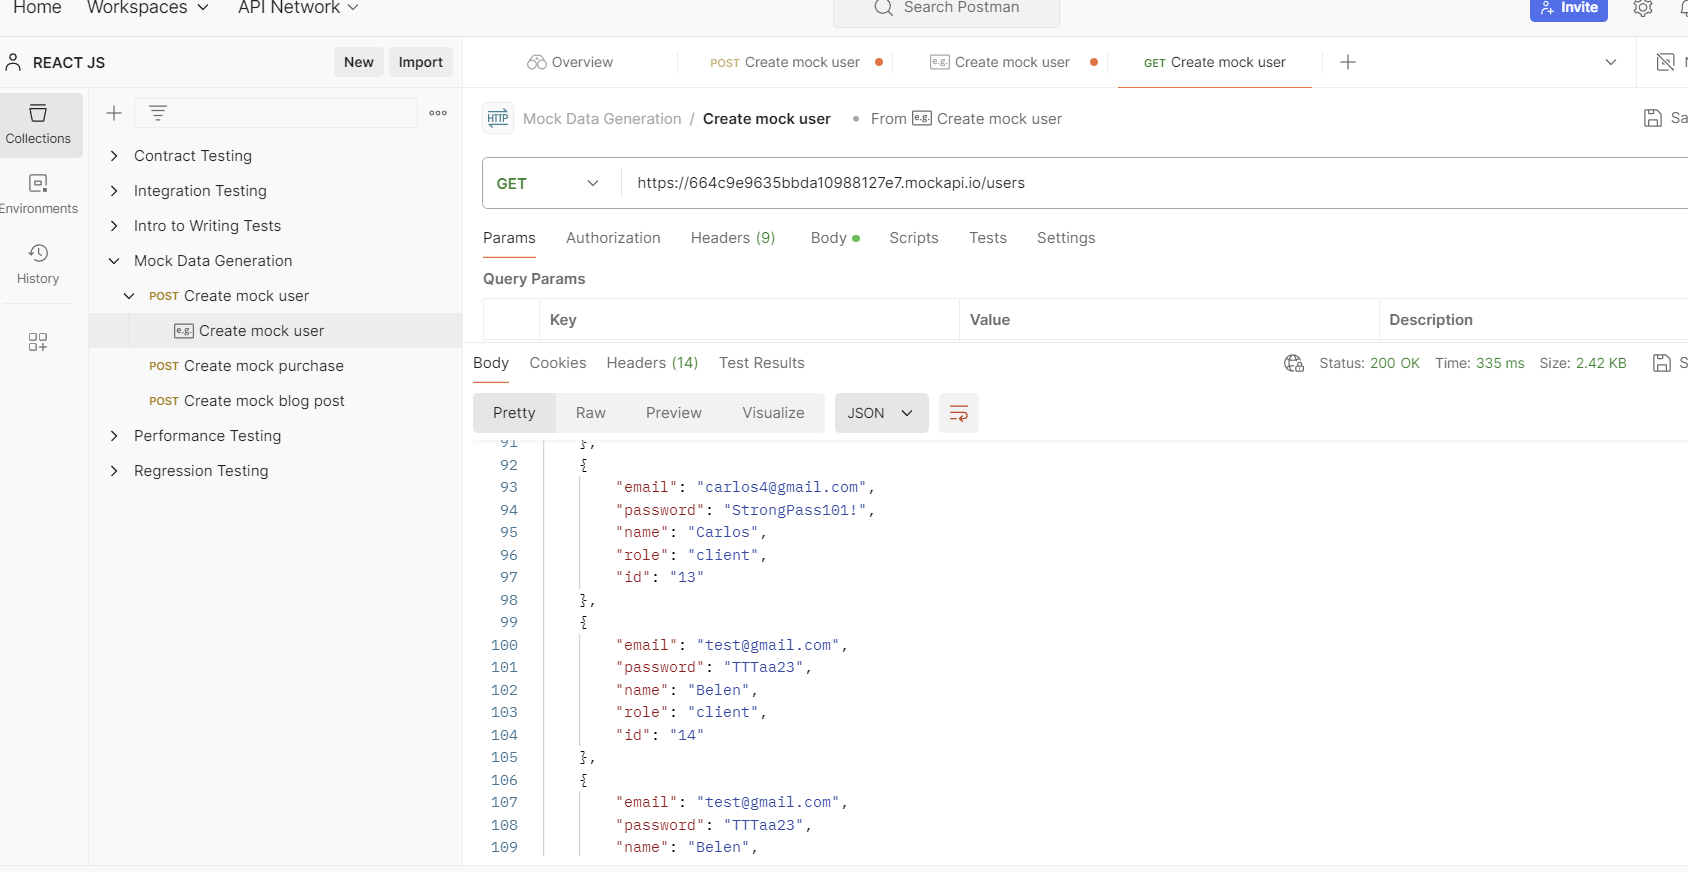 Home Workspaces API Network Search Postman Invite
REACT JS New Import
Overview POST Create mock user e.g. Create mock user GET Create mock user
Collections
Environments
History
Contract Testing
Integration Testing
Intro to Writing Tests
Mock Data Generation
POST Create mock user
e.g. Create mock user
POST Create mock purchase
POST Create mock blog post
Performance Testing
Regression Testing
HTTP Mock Data Generation / Create mock user • From e.g. Create mock user Sa
GET https://664c9e9635bbda10988127e7.mockapi.io/users
Params Authorization Headers (9) Body Scripts Tests Settings
Query Params
Key Value Description
Body Cookies Headers (14) Test Results Status: 200 OK Time: 335 ms Size: 2.42 KB S
Pretty Raw Preview Visualize JSON
91 },
92 {
93 "email": "carlos4@gmail.com",
94 "password": "StrongPass101!",
95 "name": "Carlos",
96 "role": "client",
97 "id": "13"
98 },
99 {
100 "email": "test@gmail.com",
101 "password": "TTTaa23",
102 "name": "Belen",
103 "role": "client",
104 "id": "14"
105 },
106 {
107 "email": "test@gmail.com",
108 "password": "TTTaa23",
109 "name": "Belen",